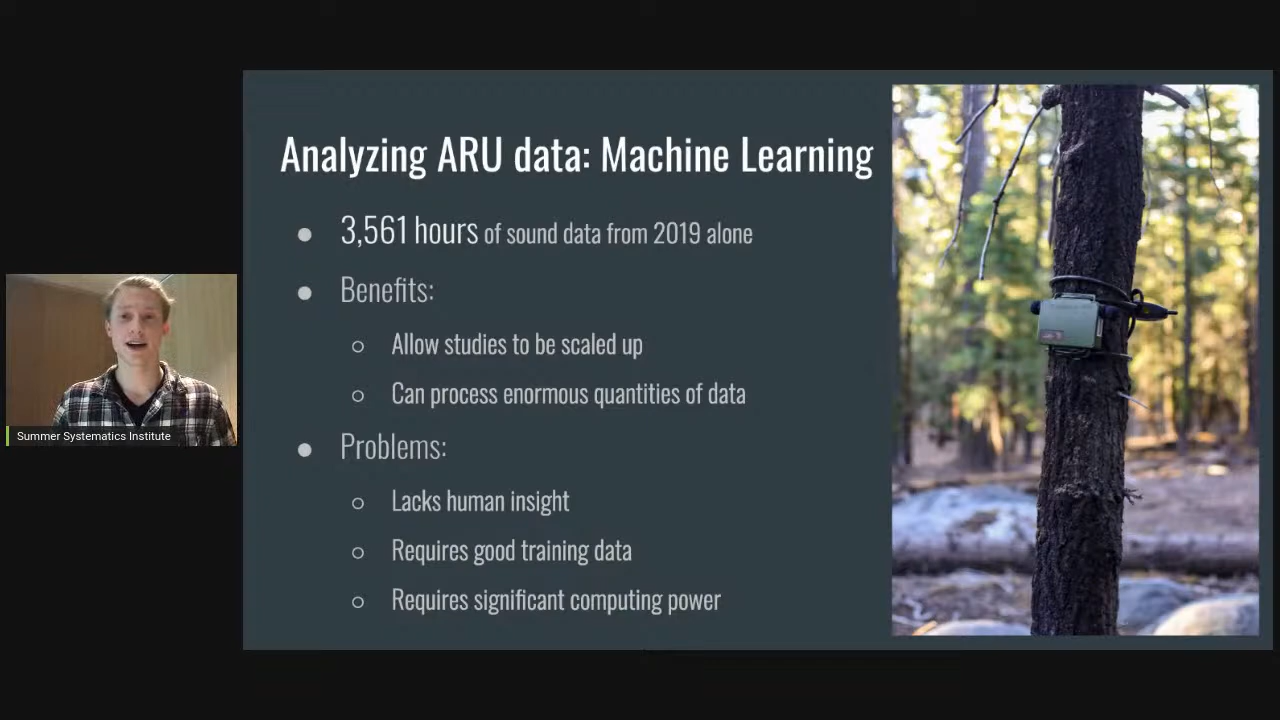 Analyzing ARU data: Machine Learning
3,561 hours of sound data from 2019 alone
Benefits:
Allow studies to be scaled up
Can process enormous quantities of data
Problems:
Lacks human insight
Requires good training data
Requires significant computing power
Summer Systematics Institute